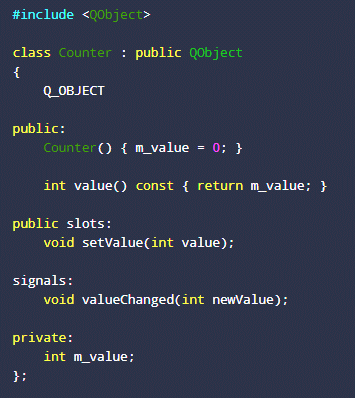 #include <QObject>
class Counter : public QObject
{
    Q_OBJECT
public:
    Counter() { m_value = 0; }
    int value() const { return m_value; }
public slots:
    void setValue(int value);
signals:
    void valueChanged(int newValue);
private:
    int m_value;
};